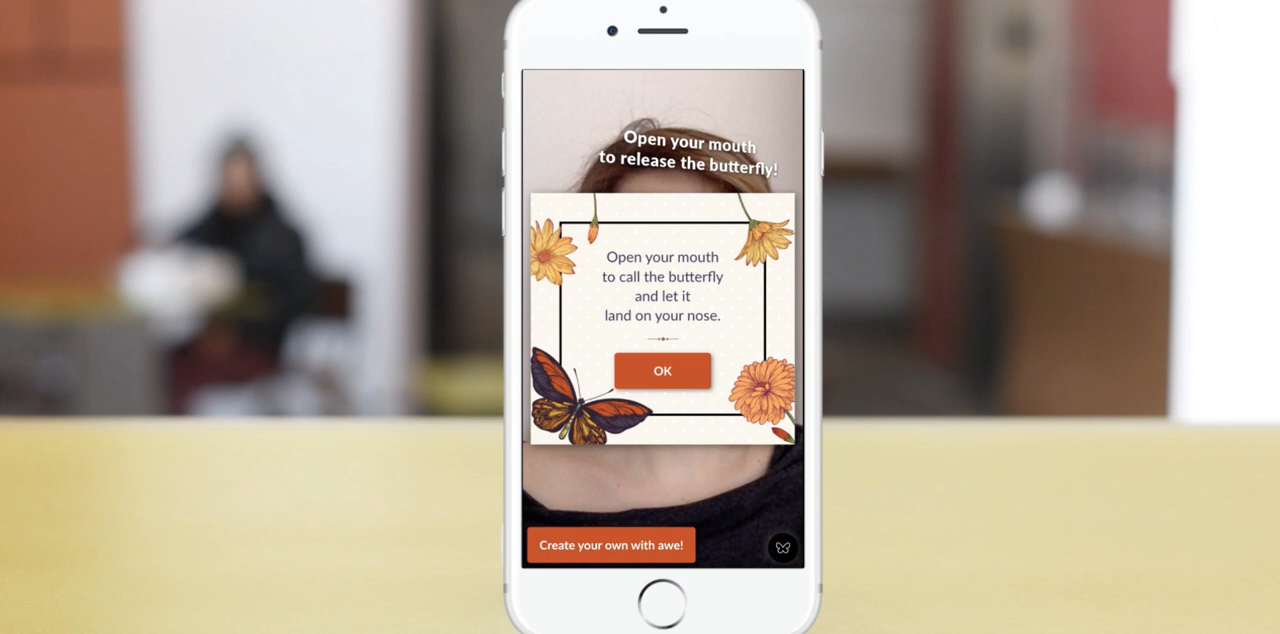 Open your mouth
to release the butterfly!
Open your mouth
to call the butterfly
and let it
land on your nose.
OK
Create your own with awe!